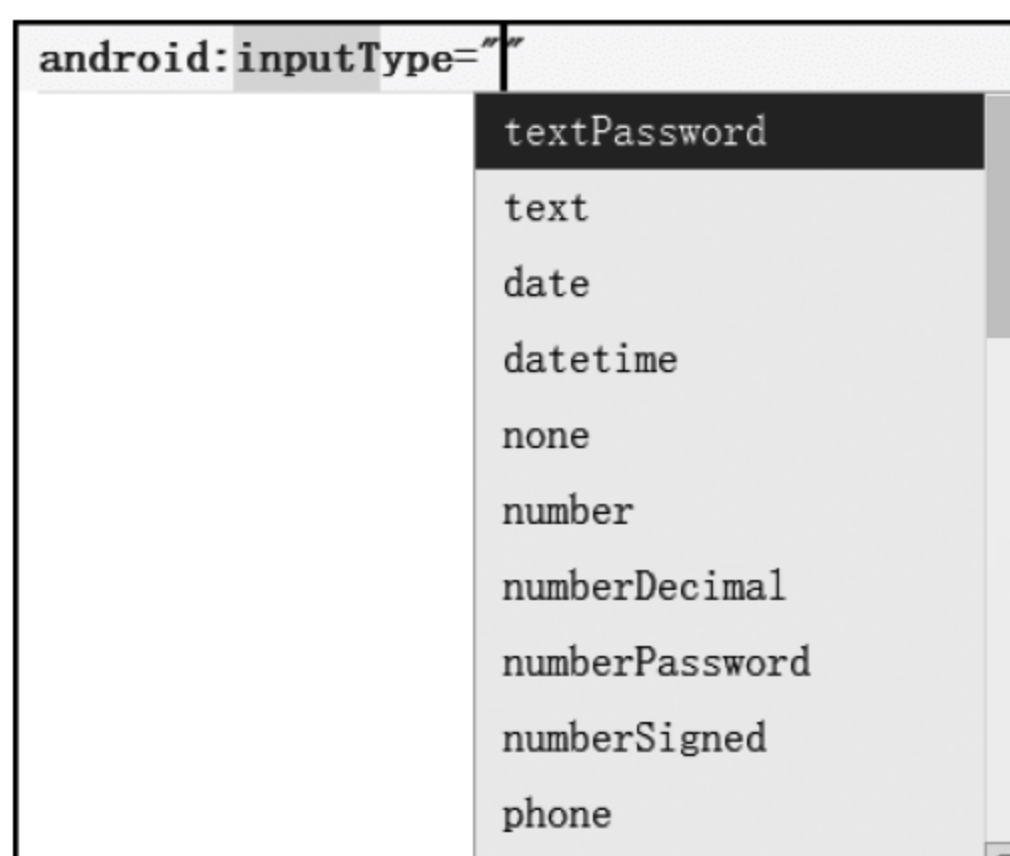 android:inputType=""
textPassword
text
date
datetime
none
number
numberDecimal
numberPassword
numberSigned
phone